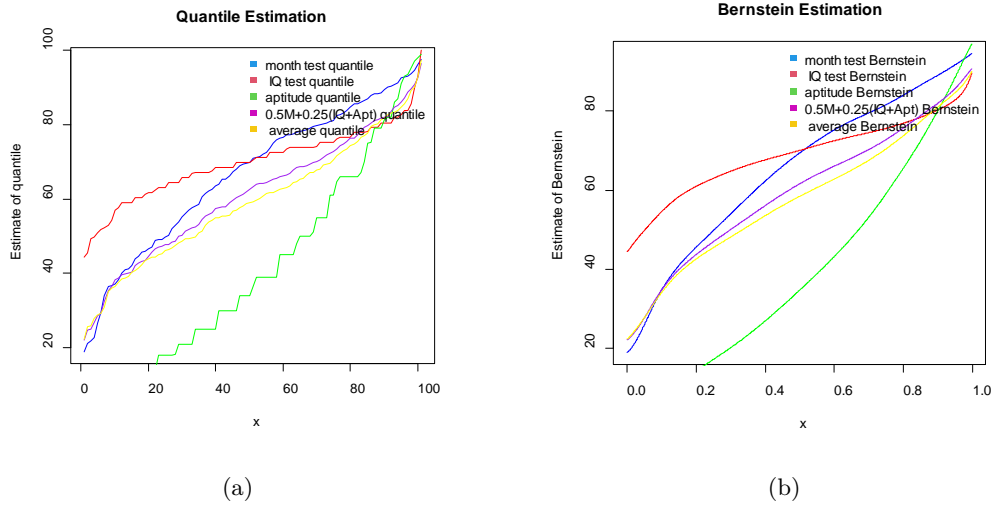 Quantile Estimation
Estimate of quantile
100
80
60
40
20
month test quantile
IQ test quantile
aptitude quantile
0.5M+0.25(IQ+Apt) quantile
average quantile
0 20 40 60 80 100
x
(a)
Bernstein Estimation
Estimate of Bernstein
80
60
40
20
month test Bernstein
IQ test Bernstein
aptitude Bernstein
0.5M+0.25(IQ+Apt) Bernstein
average Bernstein
0.0 0.2 0.4 0.6 0.8 1.0
x
(b)